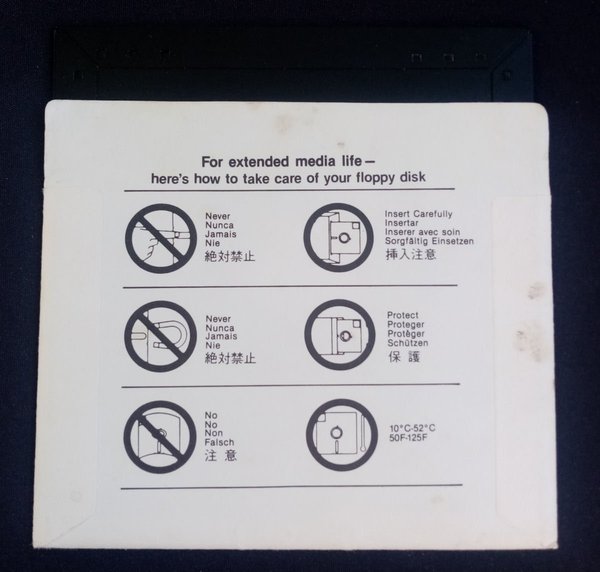 For extended media life—
here's how to take care of your floppy disk
Never
Nunca
Jamais
Nie
絶対禁止
Insert Carefully
Insertar
Inserer avec soin
Sorgfältig Einsetzen
挿入注意
Never
Nunca
Jamais
Nie
絶対禁止
Protect
Proteger
Protéger
Schützen
保護
No
No
Non
Falsch
注意
10°C-52°C
50F-125F